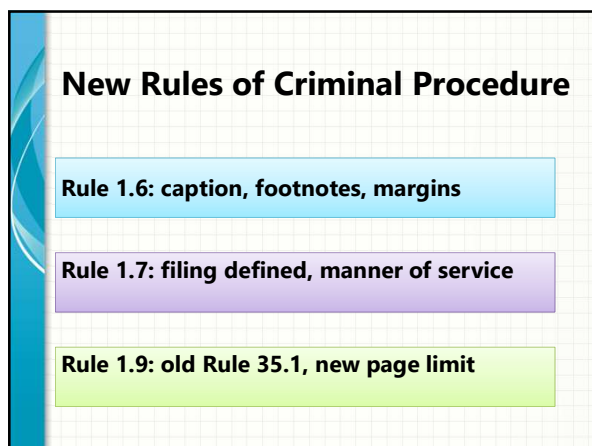 New Rules of Criminal Procedure
Rule 1.6: caption, footnotes, margins
Rule 1.7: filing defined, manner of service
Rule 1.9: old Rule 35.1, new page limit